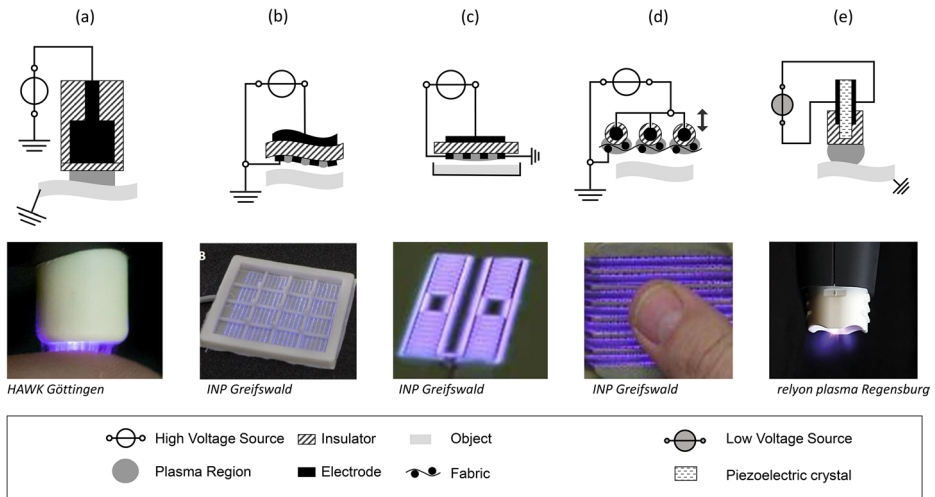 (a) (b) (c) (d) (e)
B
HAWK Göttingen
INP Greifswald
INP Greifswald
INP Greifswald
relyon plasma Regensburg
High Voltage Source
Insulator
Object
Low Voltage Source
Plasma Region
Electrode
Fabric
Piezoelectric crystal